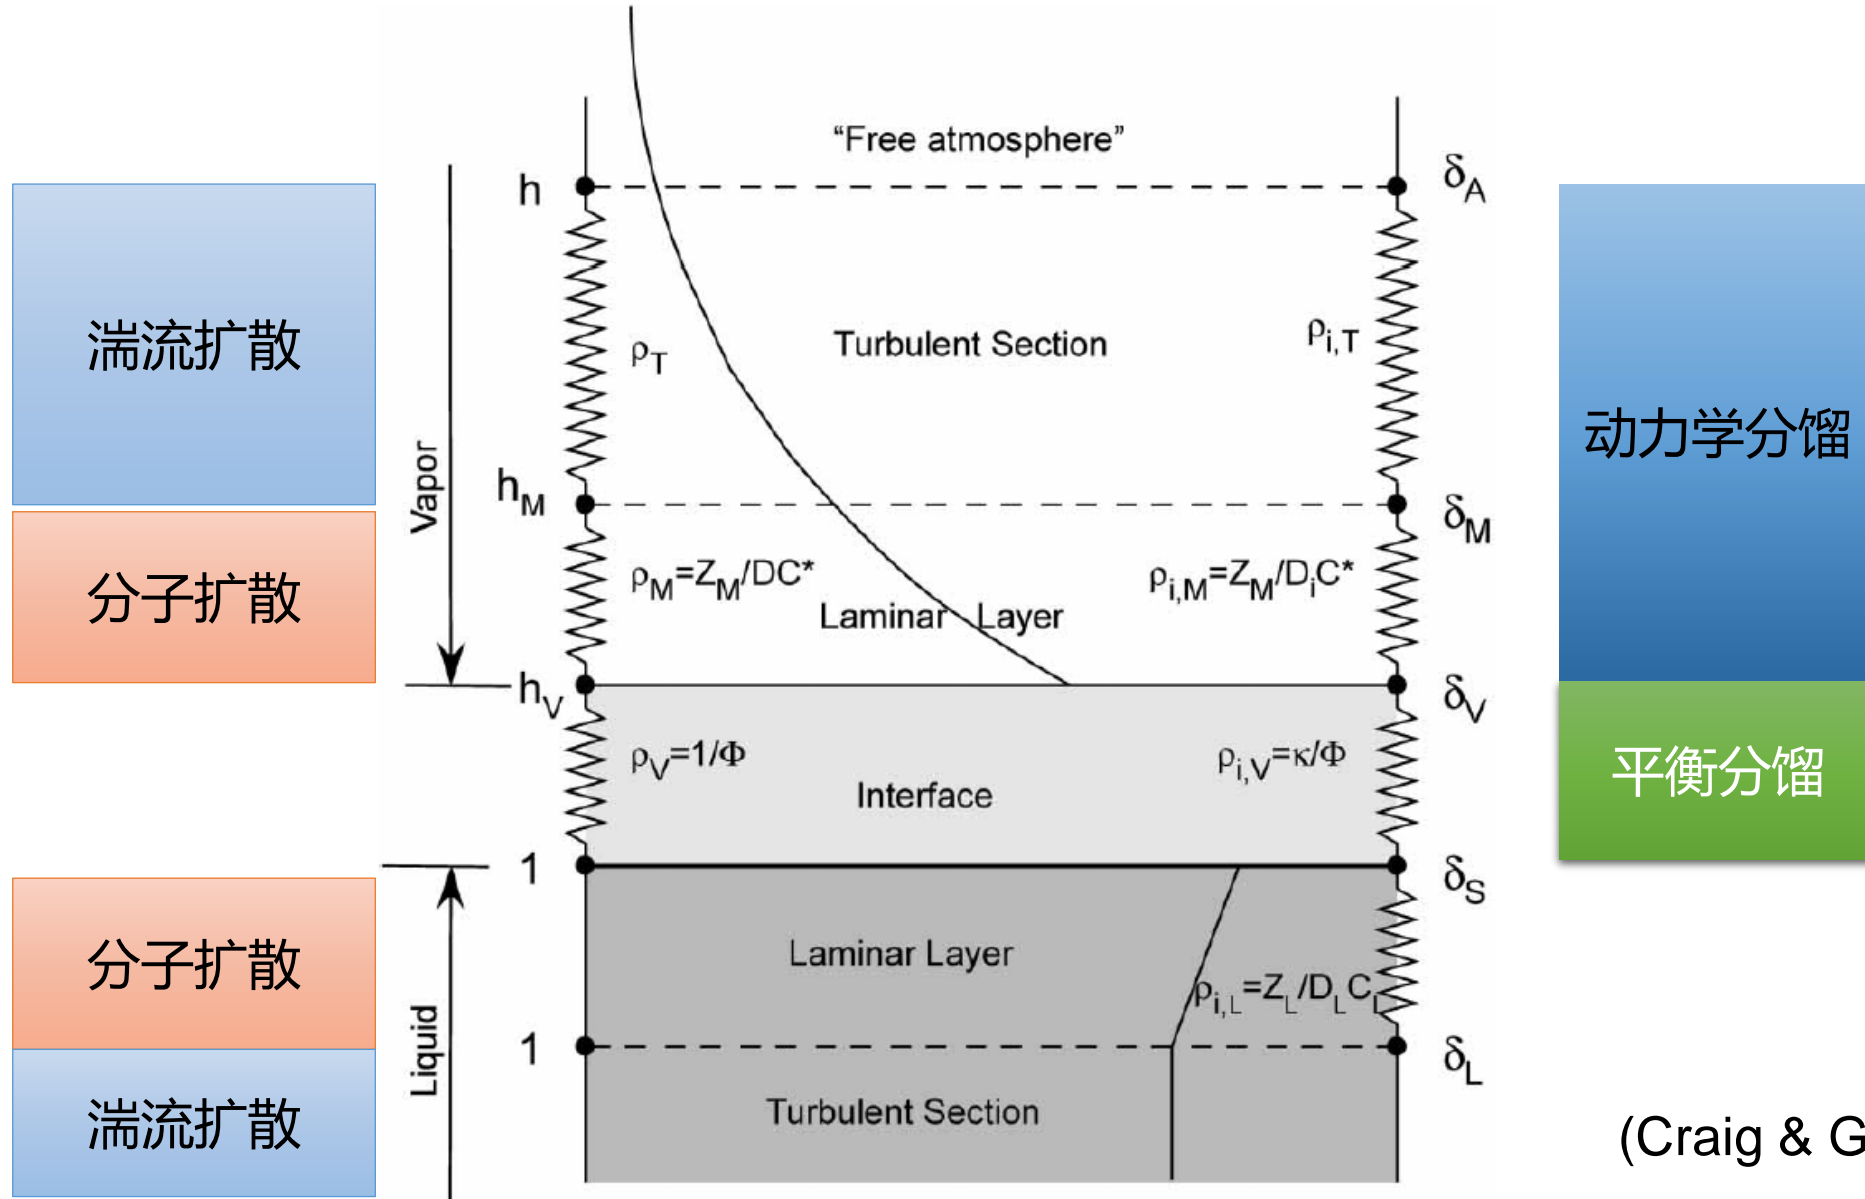 “Free atmosphere”
h
δA
湍流扩散
ρT
Turbulent Section
ρi,T
动力学分馏
Vapor
hM
δM
分子扩散
ρM=ZM/DC*
ρi,M=ZM/DiC*
Laminar Layer
hV
δV
ρV=1/Φ
ρi,V=κ/Φ
平衡分馏
Interface
1
δS
分子扩散
Laminar Layer
ρi,L=ZL/DLCL
Liquid
1
δL
湍流扩散
Turbulent Section
(Craig & G